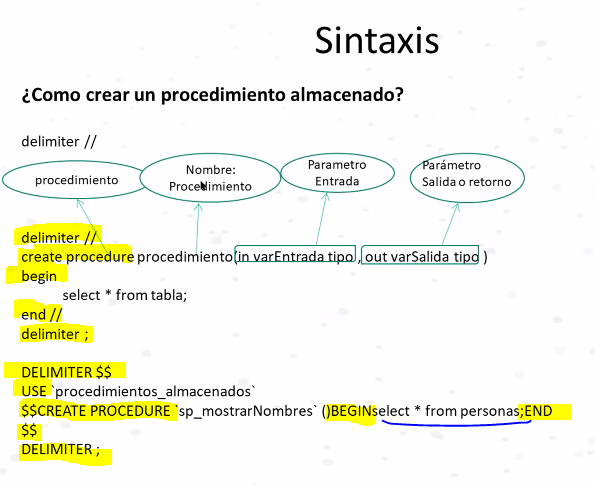 Sintaxis
¿Como crear un procedimiento almacenado?
delimiter //
procedimiento
Nombre:
Procedimiento
Parametro
Entrada
Parámetro
Salida o retorno
delimiter //
create procedure procedimiento(in varEntrada tipo , out varSalida tipo )
begin
select * from tabla;
end //
delimiter ;
DELIMITER $$
USE `procedimientos_almacenados`
$$CREATE PROCEDURE `sp_mostrarNombres` ()BEGINselect * from personas;END
$$
DELIMITER ;